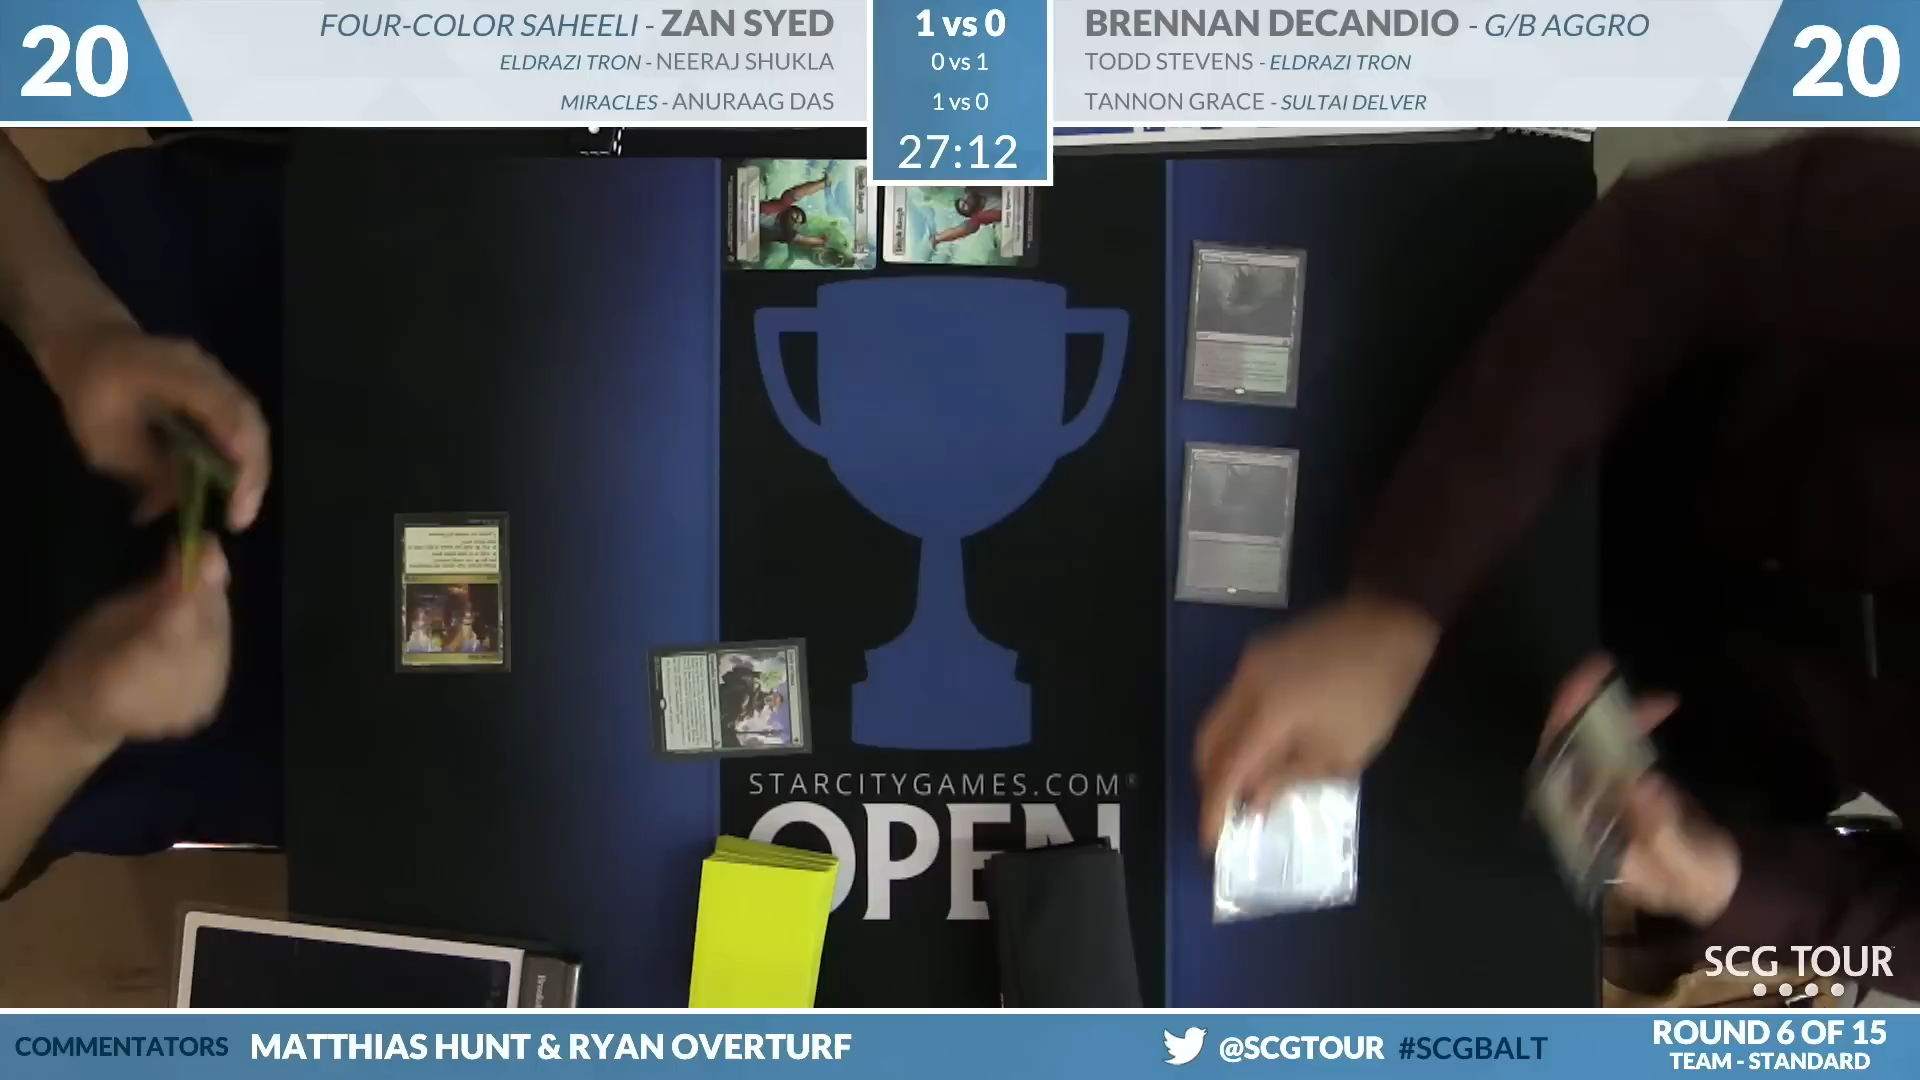 20
FOUR-COLOR SAHEELI - ZAN SYED
ELDRAZI TRON - NEERAJ SHUKLA
MIRACLES - ANURAAG DAS
1 vs 0
0 vs 1
1 vs 0
27:12
BRENNAN DECANDIO - G/B AGGRO
TODD STEVENS - ELDRAZI TRON
TANNON GRACE - SULTAI DELVER
20
STARCITYGAMES.COM®
OPEN
SCG TOUR
COMMENTATORS MATTHIAS HUNT & RYAN OVERTURF
@SCGTOUR #SCGBALT
ROUND 6 OF 15
TEAM - STANDARD